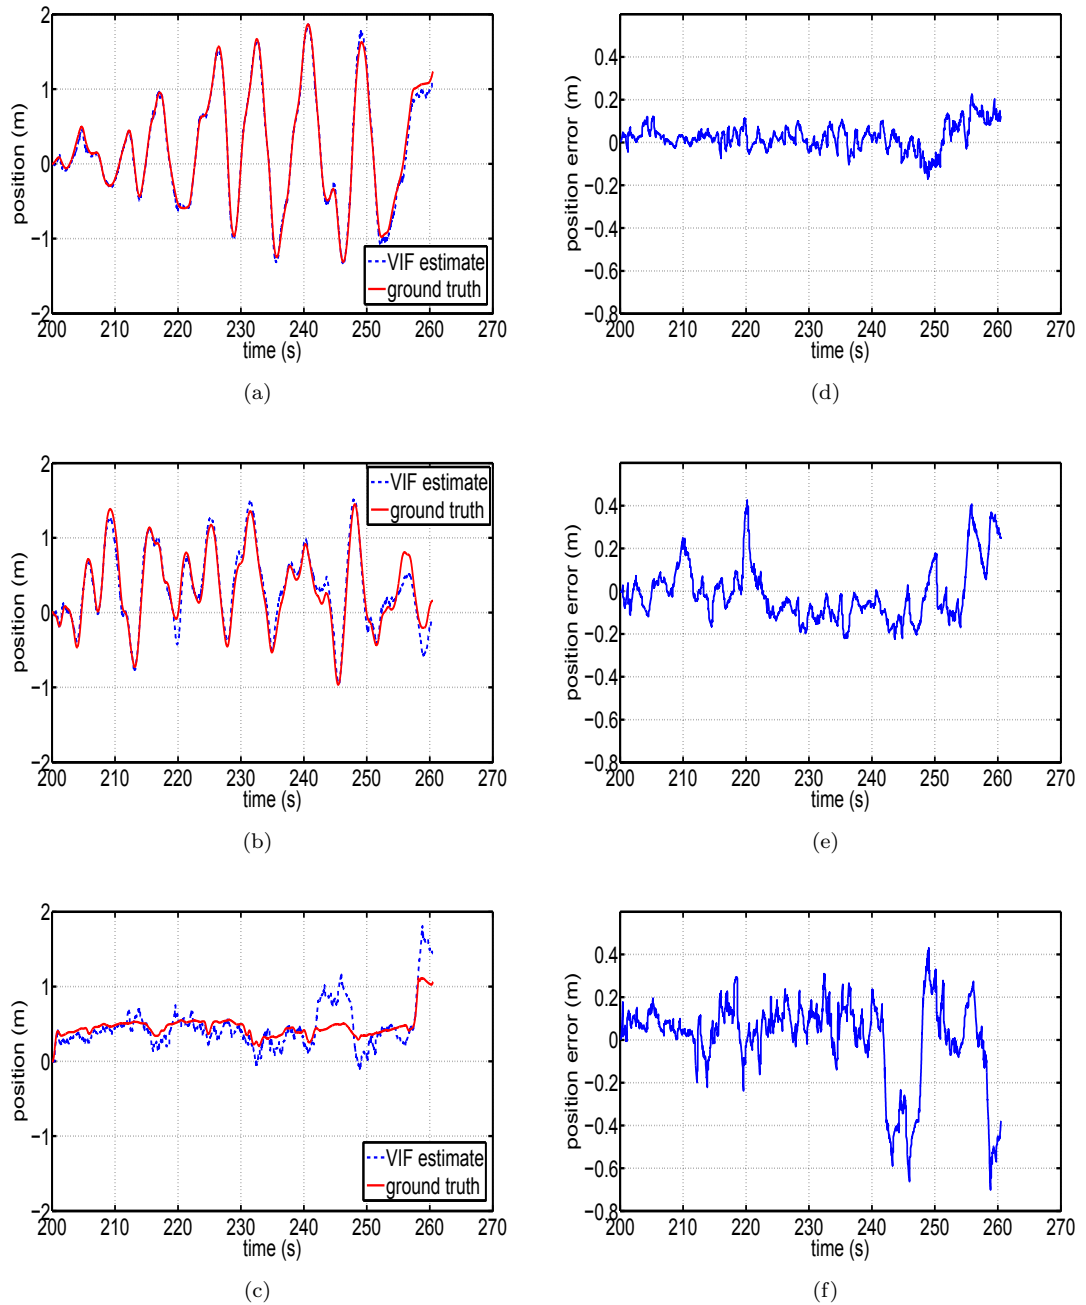 2
1
0
−1
−2
position (m)
VIF estimate
ground truth
200 210 220 230 240 250 260 270
time (s)
(a)
0.4
0.2
0
−0.2
−0.4
−0.6
−0.8
position error (m)
200 210 220 230 240 250 260 270
time (s)
(d)
2
1
0
−1
−2
position (m)
VIF estimate
ground truth
200 210 220 230 240 250 260 270
time (s)
(b)
0.4
0.2
0
−0.2
−0.4
−0.6
−0.8
position error (m)
200 210 220 230 240 250 260 270
time (s)
(e)
2
1
0
−1
−2
position (m)
VIF estimate
ground truth
200 210 220 230 240 250 260 270
time (s)
(c)
0.4
0.2
0
−0.2
−0.4
−0.6
−0.8
position error (m)
200 210 220 230 240 250 260 270
time (s)
(f)